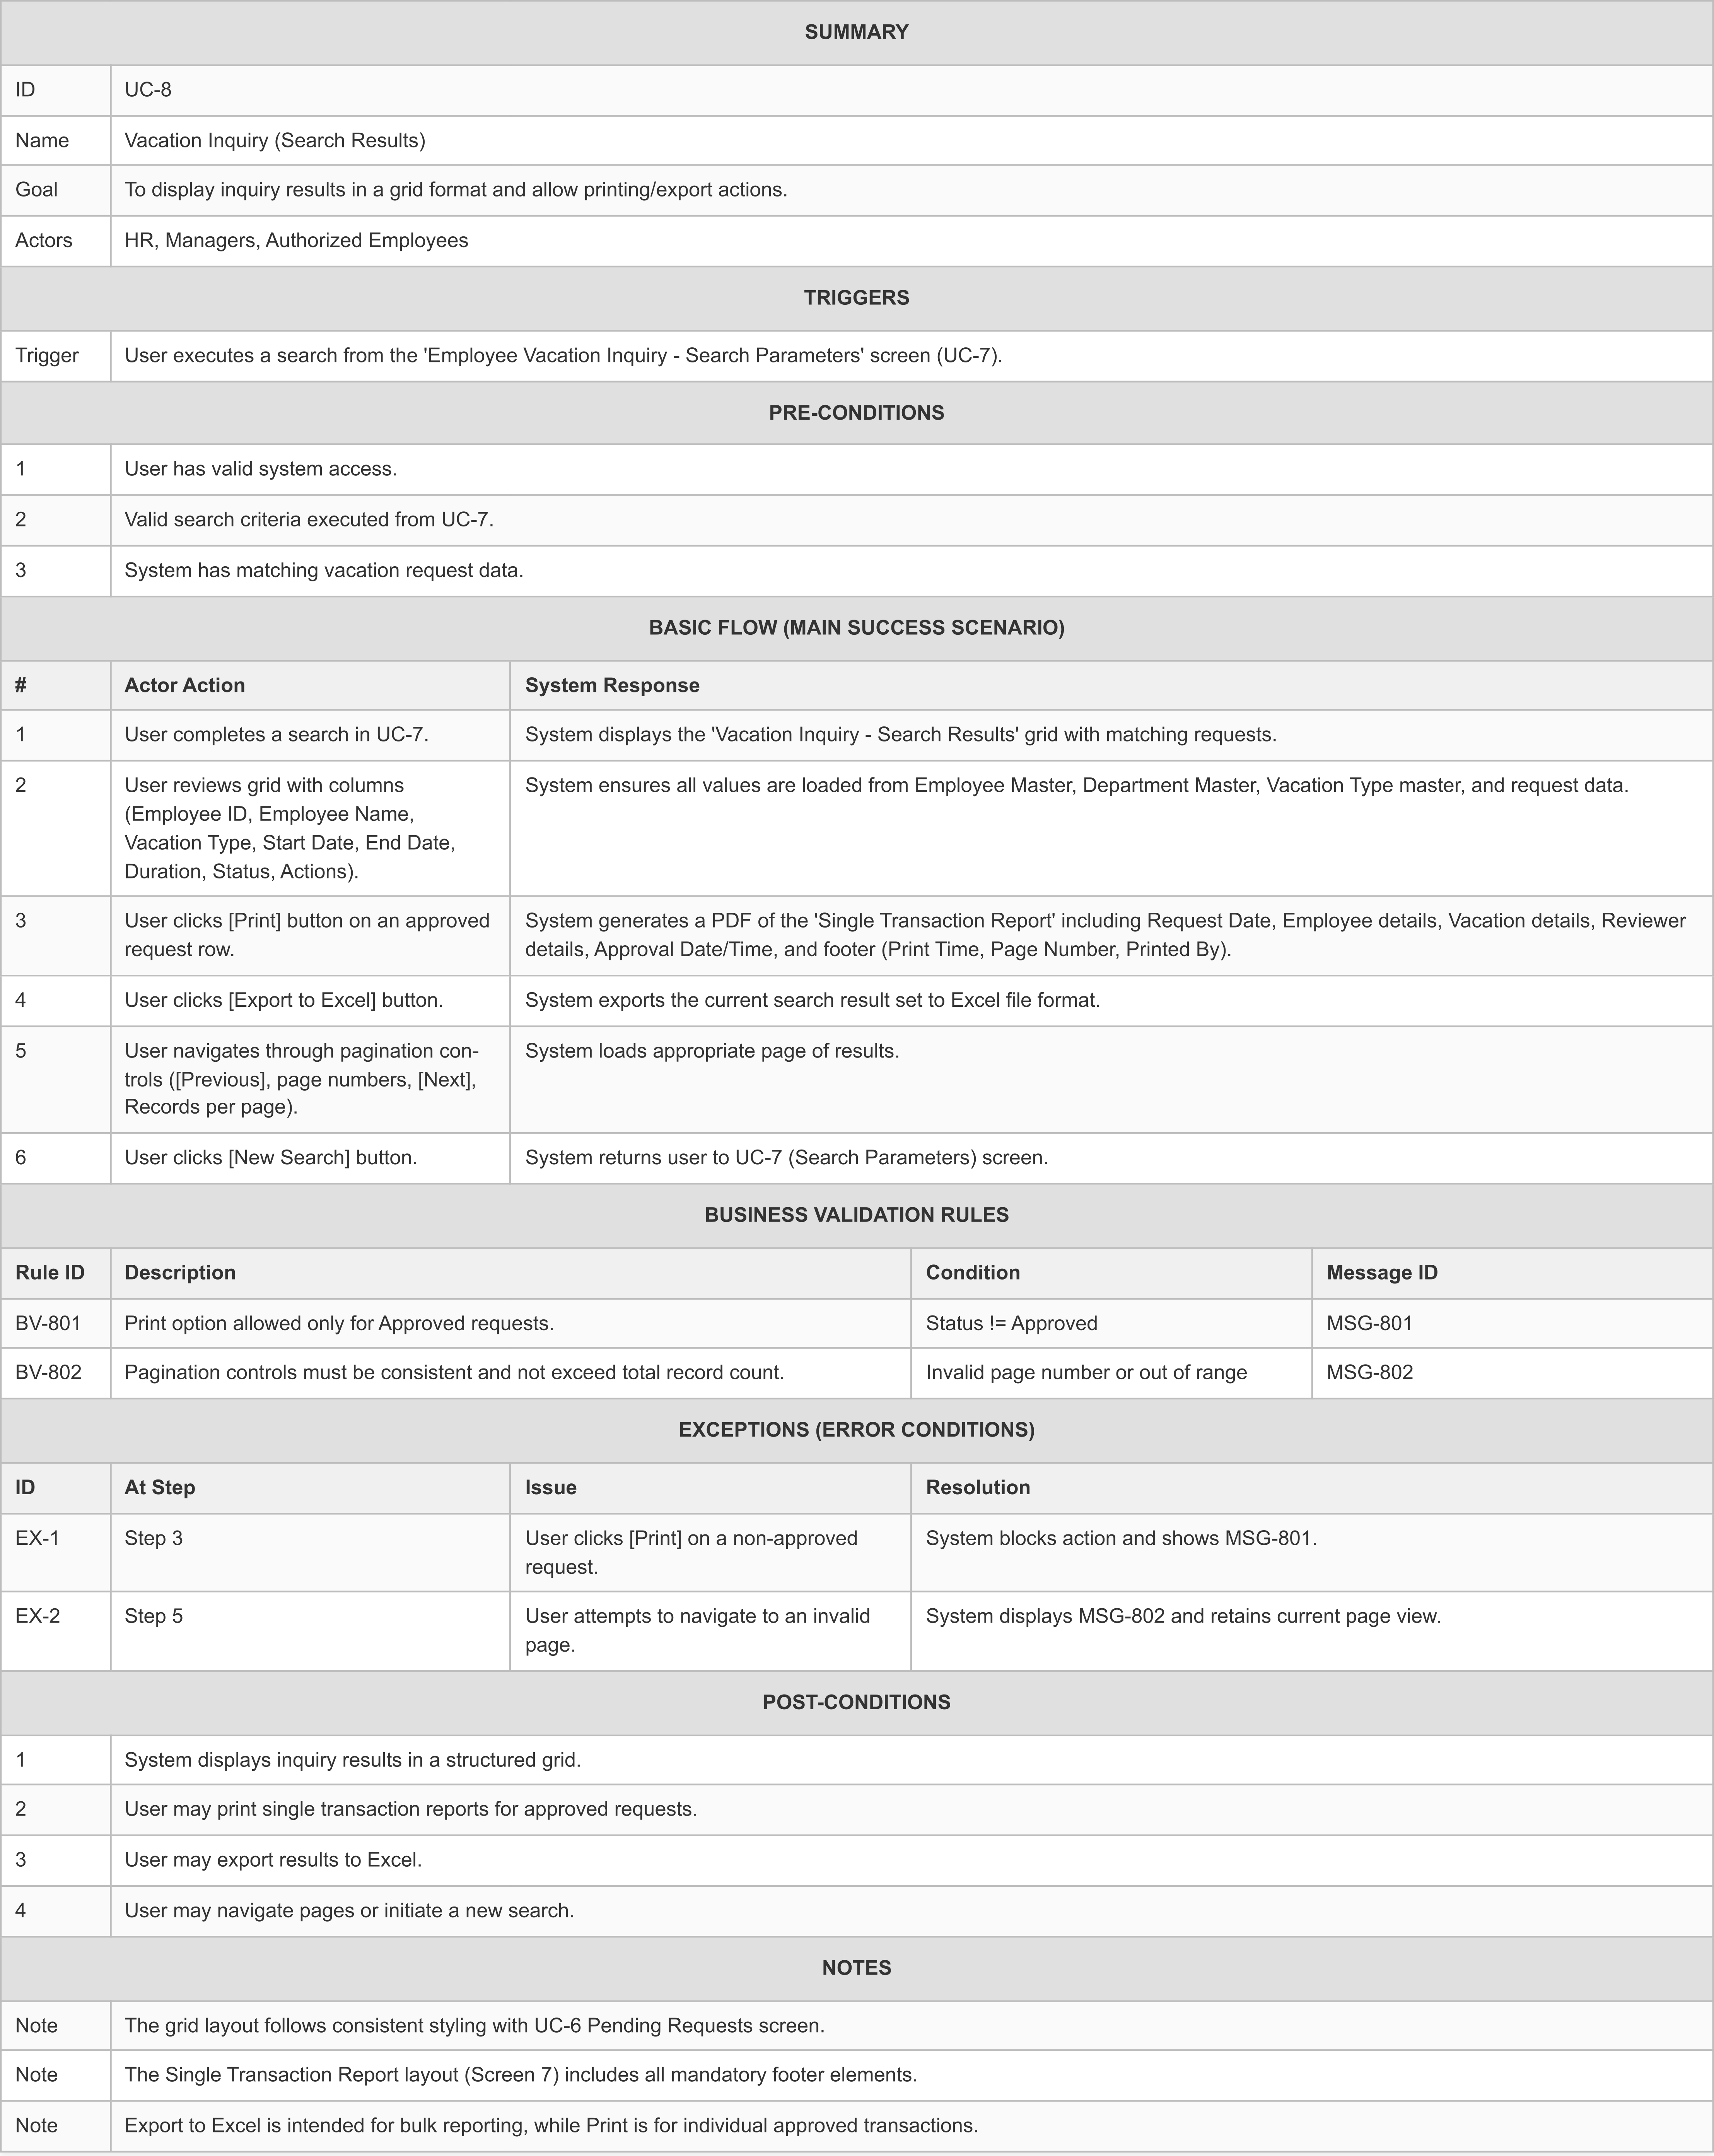 SUMMARY
ID UC-8
Name Vacation Inquiry (Search Results)
Goal To display inquiry results in a grid format and allow printing/export actions.
Actors HR, Managers, Authorized Employees
TRIGGERS
Trigger User executes a search from the 'Employee Vacation Inquiry - Search Parameters' screen (UC-7).
PRE-CONDITIONS
1 User has valid system access.
2 Valid search criteria executed from UC-7.
3 System has matching vacation request data.
BASIC FLOW (MAIN SUCCESS SCENARIO)
# Actor Action System Response
1 User completes a search in UC-7. System displays the 'Vacation Inquiry - Search Results' grid with matching requests.
2 User reviews grid with columns
(Employee ID, Employee Name,
Vacation Type, Start Date, End Date,
Duration, Status, Actions).
System ensures all values are loaded from Employee Master, Department Master, Vacation Type master, and request data.
3 User clicks [Print] button on an approved
request row.
System generates a PDF of the 'Single Transaction Report' including Request Date, Employee details, Vacation details, Reviewer
details, Approval Date/Time, and footer (Print Time, Page Number, Printed By).
4 User clicks [Export to Excel] button. System exports the current search result set to Excel file format.
5 User navigates through pagination con-
trols ([Previous], page numbers, [Next],
Records per page).
System loads appropriate page of results.
6 User clicks [New Search] button. System returns user to UC-7 (Search Parameters) screen.
BUSINESS VALIDATION RULES
Rule ID Description Condition Message ID
BV-801 Print option allowed only for Approved requests. Status != Approved MSG-801
BV-802 Pagination controls must be consistent and not exceed total record count. Invalid page number or out of range MSG-802
EXCEPTIONS (ERROR CONDITIONS)
ID At Step Issue Resolution
EX-1 Step 3 User clicks [Print] on a non-approved
request.
System blocks action and shows MSG-801.
EX-2 Step 5 User attempts to navigate to an invalid
page.
System displays MSG-802 and retains current page view.
POST-CONDITIONS
1 System displays inquiry results in a structured grid.
2 User may print single transaction reports for approved requests.
3 User may export results to Excel.
4 User may navigate pages or initiate a new search.
NOTES
Note The grid layout follows consistent styling with UC-6 Pending Requests screen.
Note The Single Transaction Report layout (Screen 7) includes all mandatory footer elements.
Note Export to Excel is intended for bulk reporting, while Print is for individual approved transactions.